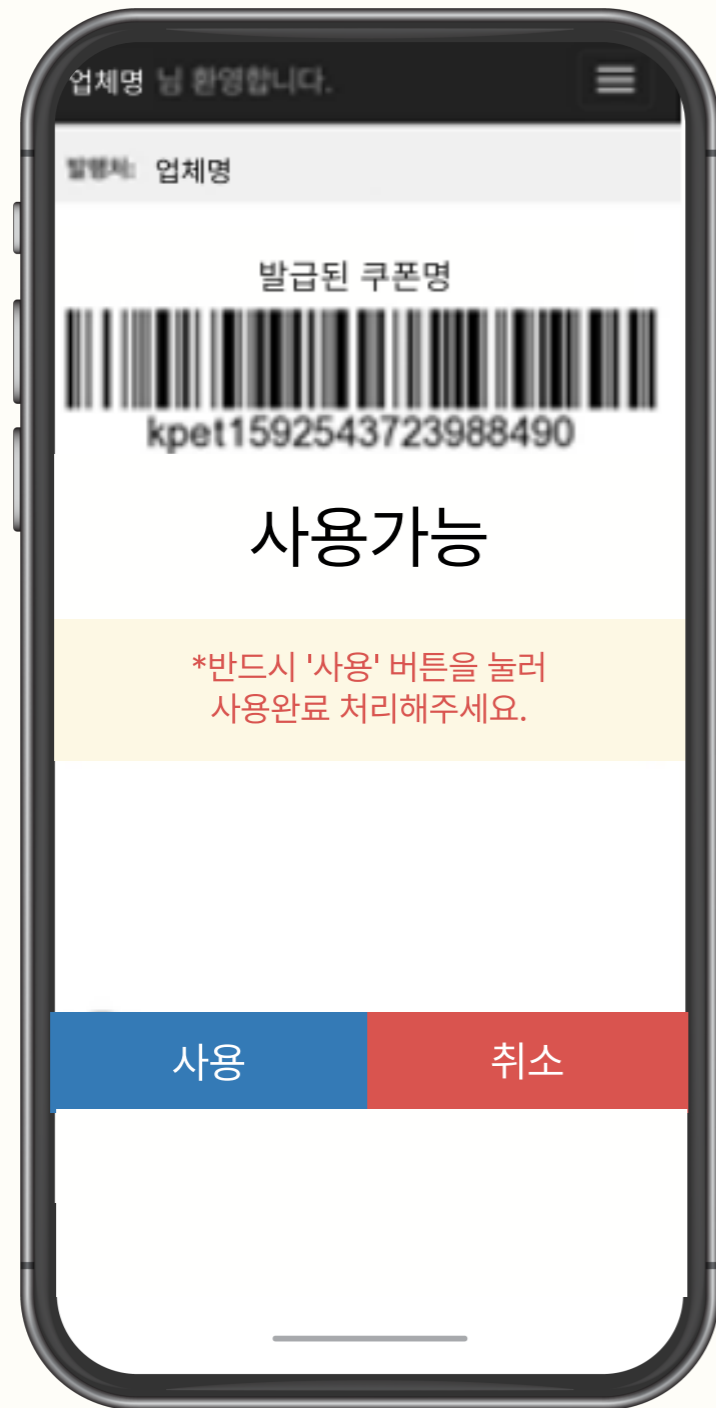 업체명 님 환영합니다.
발행처: 업체명
발급된 쿠폰명
kpet1592543723988490
사용가능
*반드시 '사용' 버튼을 눌러
사용완료 처리해주세요.
사용 취소